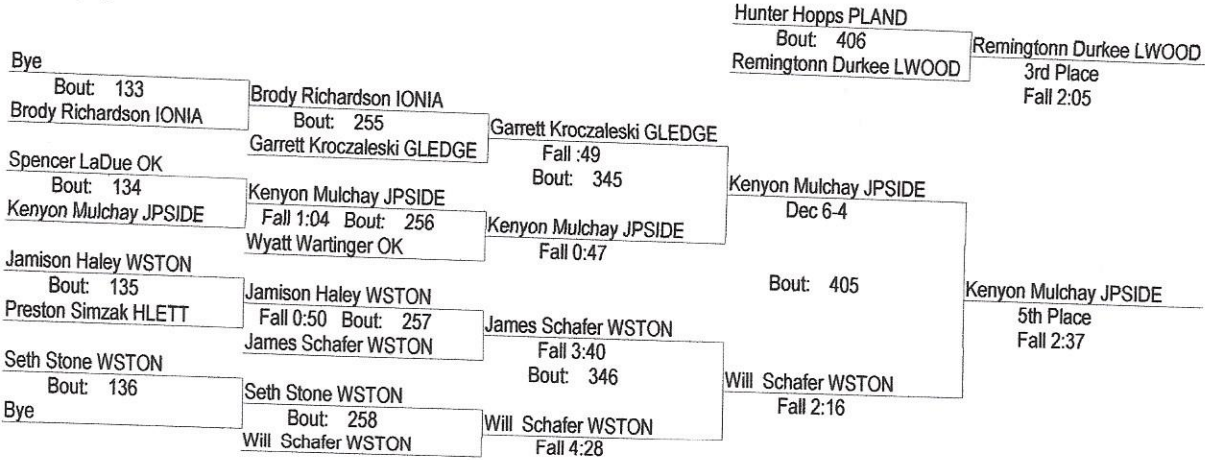 Hunter Hopps PLAND
Bout: 406
Remingtonn Durkee LWOOD
Remingtonn Durkee LWOOD
3rd Place
Fall 2:05
Bye
Bout: 133
Brody Richardson IONIA
Spencer LaDue OK
Bout: 134
Kenyon Mulchay JPSIDE
Jamison Haley WSTON
Bout: 135
Preston Simzak HLETT
Seth Stone WSTON
Bout: 136
Bye
Brody Richardson IONIA
Bout: 255
Garrett Kroczaleski GLEDGE
Kenyon Mulchay JPSIDE
Fall 1:04 Bout: 256
Wyatt Wartinger OK
Jamison Haley WSTON
Fall 0:50 Bout: 257
James Schafer WSTON
Seth Stone WSTON
Bout: 258
Will Schafer WSTON
Garrett Kroczaleski GLEDGE
Fall :49
Bout: 345
Kenyon Mulchay JPSIDE
Fall 0:47
James Schafer WSTON
Fall 3:40
Bout: 346
Will Schafer WSTON
Fall 4:28
Kenyon Mulchay JPSIDE
Dec 6-4
Bout: 405
Will Schafer WSTON
Fall 2:16
Kenyon Mulchay JPSIDE
5th Place
Fall 2:37